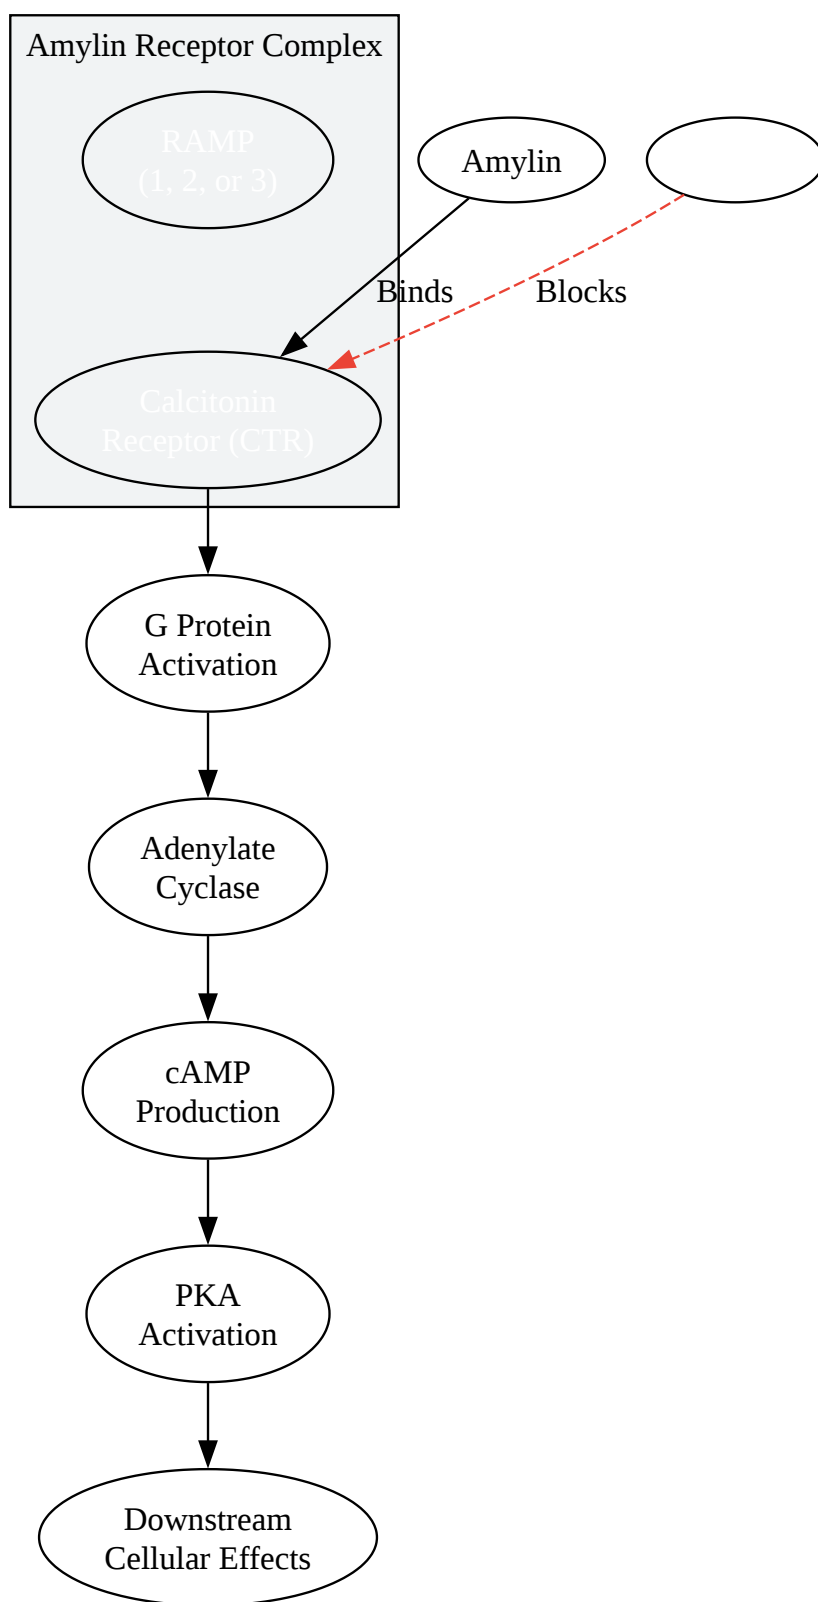 Amylin Receptor Complex
RAMP
(1, 2, or 3)
Amylin
Binds
Blocks
Calcitonin
Receptor (CTR)
G Protein
Activation
Adenylate
Cyclase
cAMP
Production
PKA
Activation
Downstream
Cellular Effects